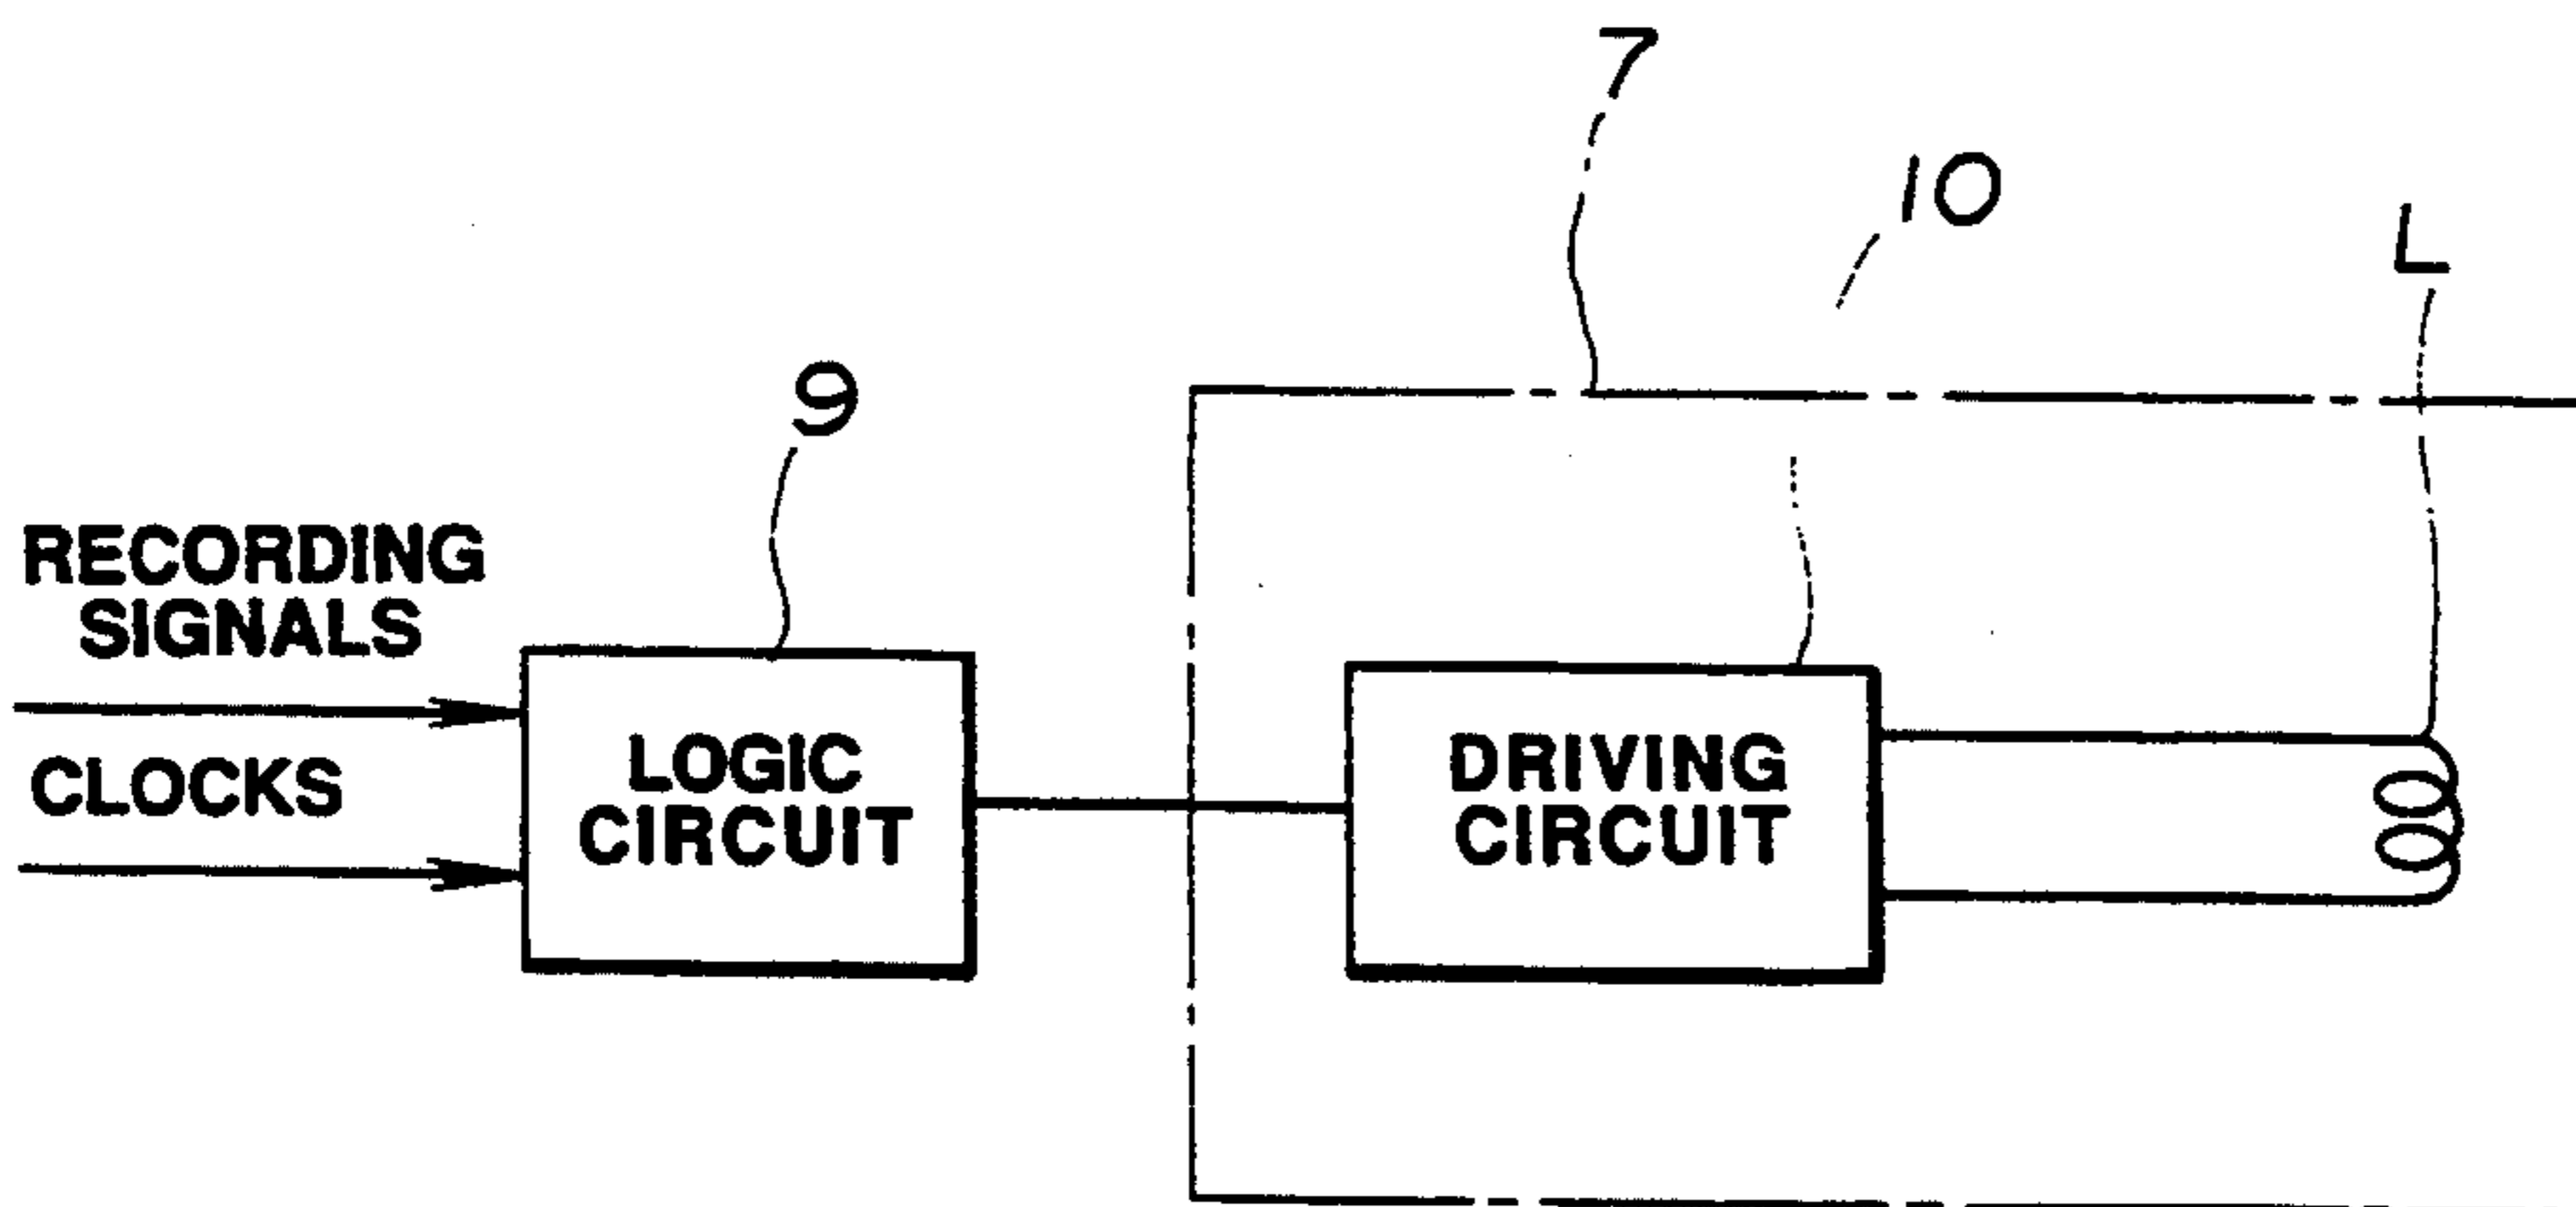 7
10
L
9
RECORDING
SIGNALS
CLOCKS
LOGIC
CIRCUIT
DRIVING
CIRCUIT